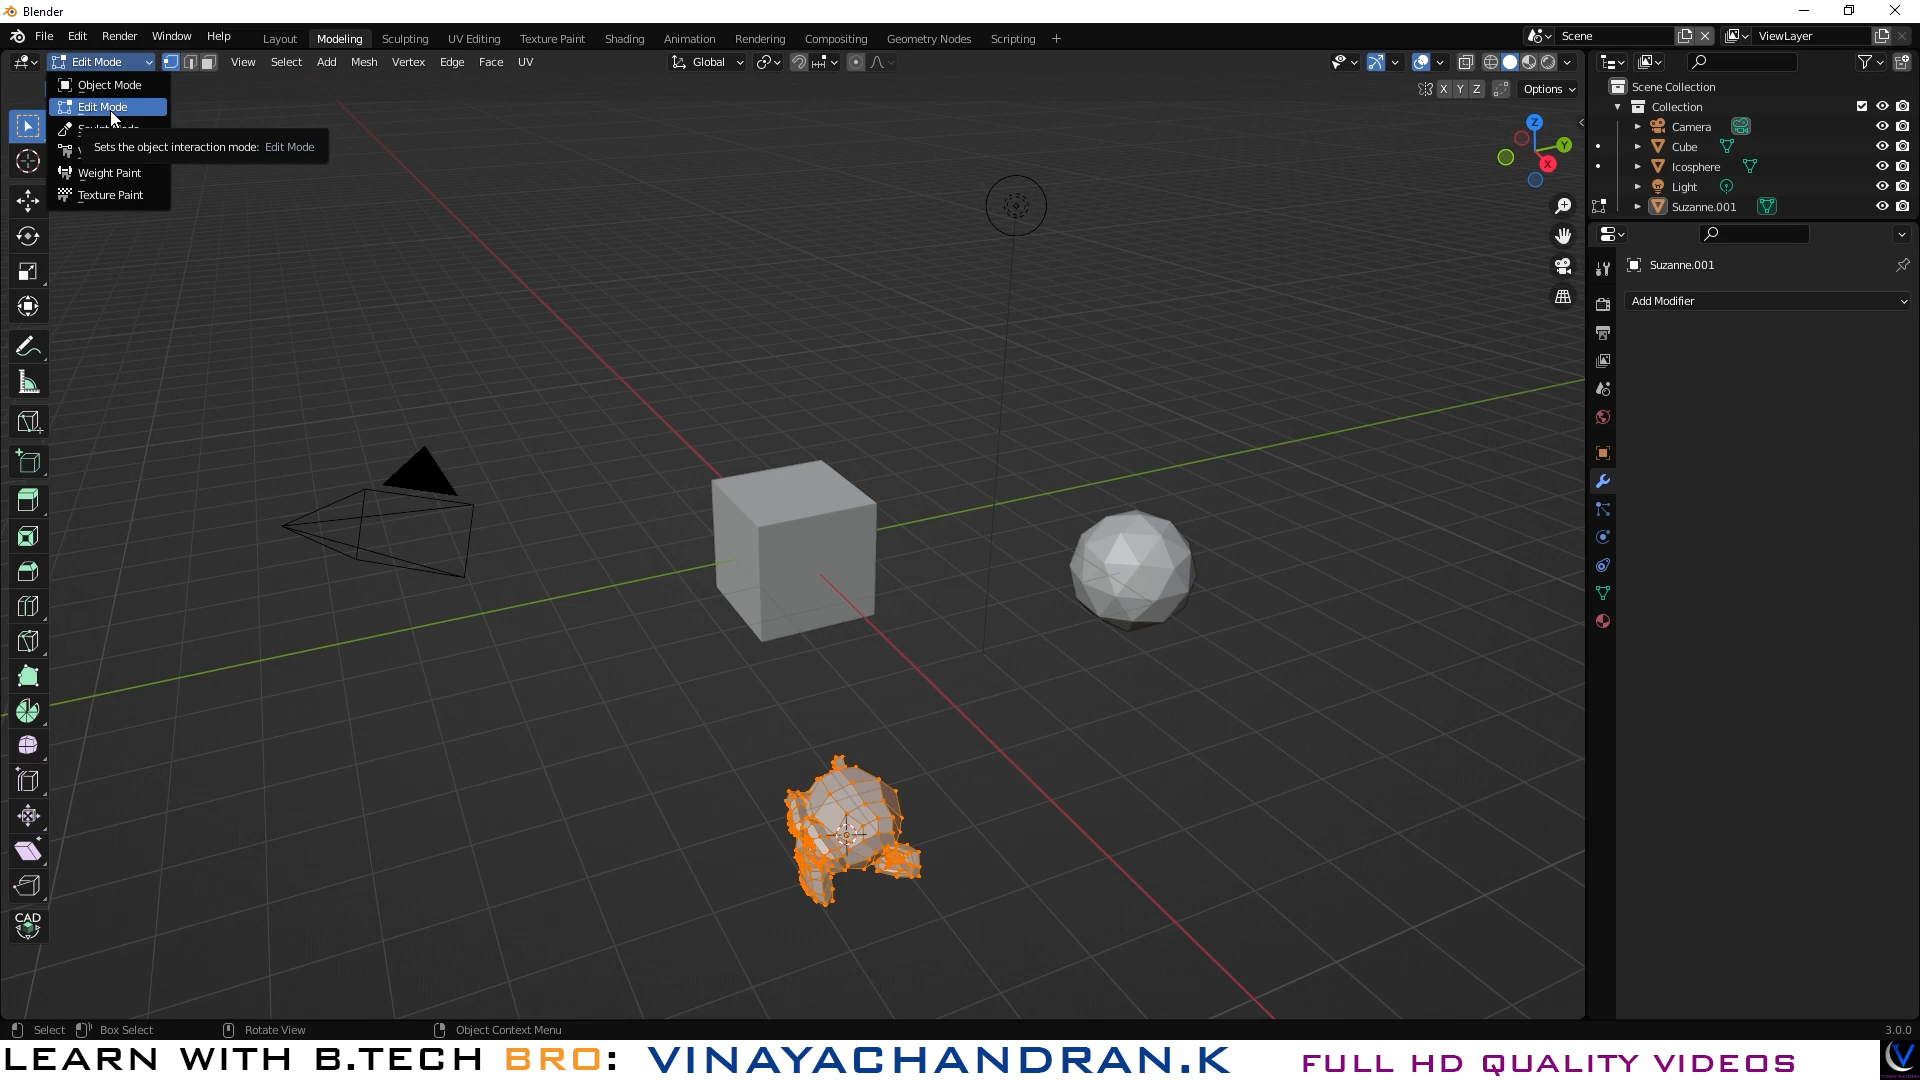 Blender
File Edit Render Window Help Layout Modeling Sculpting UV Editing Texture Paint Shading Animation Rendering Compositing Geometry Nodes Scripting + Scene ViewLayer
Edit Mode View Select Add Mesh Vertex Edge Face UV Global
X Y Z Options
Object Mode
Edit Mode
Sets the object interaction mode: Edit Mode
Weight Paint
Texture Paint
Z
Y
X
Scene Collection
Collection
Camera
Cube
Icosphere
Light
Suzanne.001
Suzanne.001
Add Modifier
CAD
Select Box Select Rotate View Object Context Menu 3.0.0
LEARN WITH B.TECH BRO: VINAYACHANDRAN.K FULL HD QUALITY VIDEOS